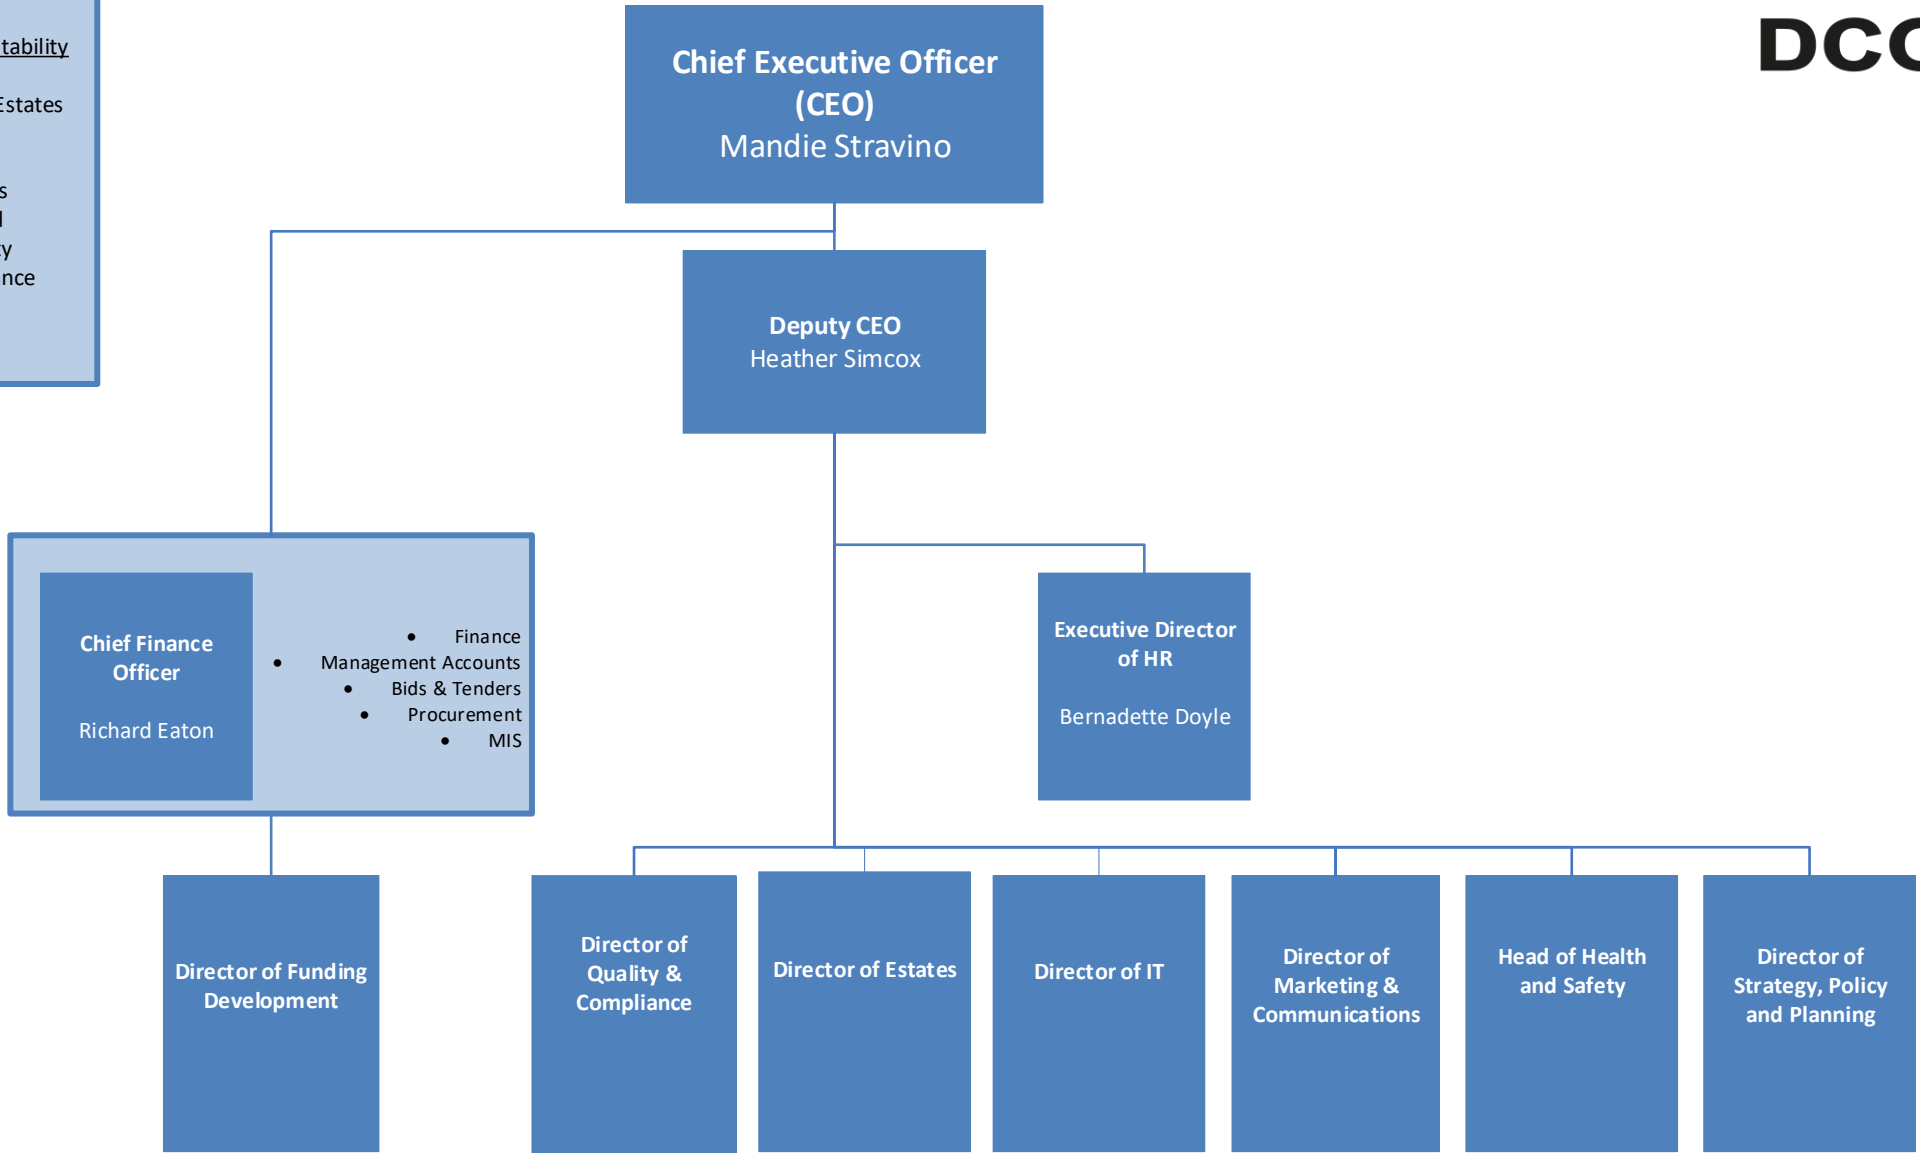 Estates
Chief Executive Officer
(CEO)
Mandie Stravino
Deputy CEO
Heather Simcox
Chief Finance
Officer
Richard Eaton
• Finance
• Management Accounts
• Bids & Tenders
• Procurement
• MIS
Executive Director
of HR
Bernadette Doyle
Director of Funding
Development
Director of
Quality &
Compliance
Director of Estates
Director of IT
Director of
Marketing &
Communications
Head of Health
and Safety
Director of
Strategy, Policy
and Planning